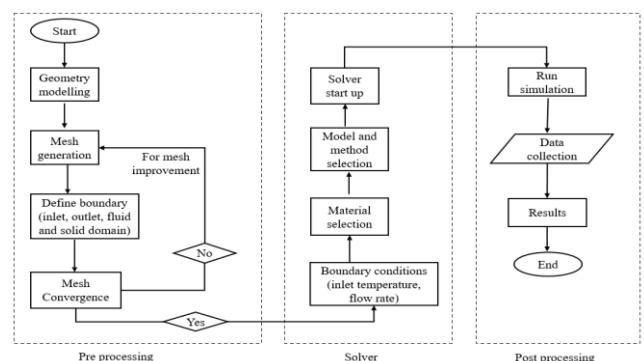 Start
Geometry
modelling
Mesh
generation
For mesh
improvement
Define boundary
(inlet, outlet, fluid
and solid domain)
No
Mesh
Convergence
Yes
Pre processing
Solver
start up
Model and
method
selection
Material
selection
Boundary conditions
(inlet temperature,
flow rate)
Solver
Run
simulation
Data
collection
Results
End
Post processing